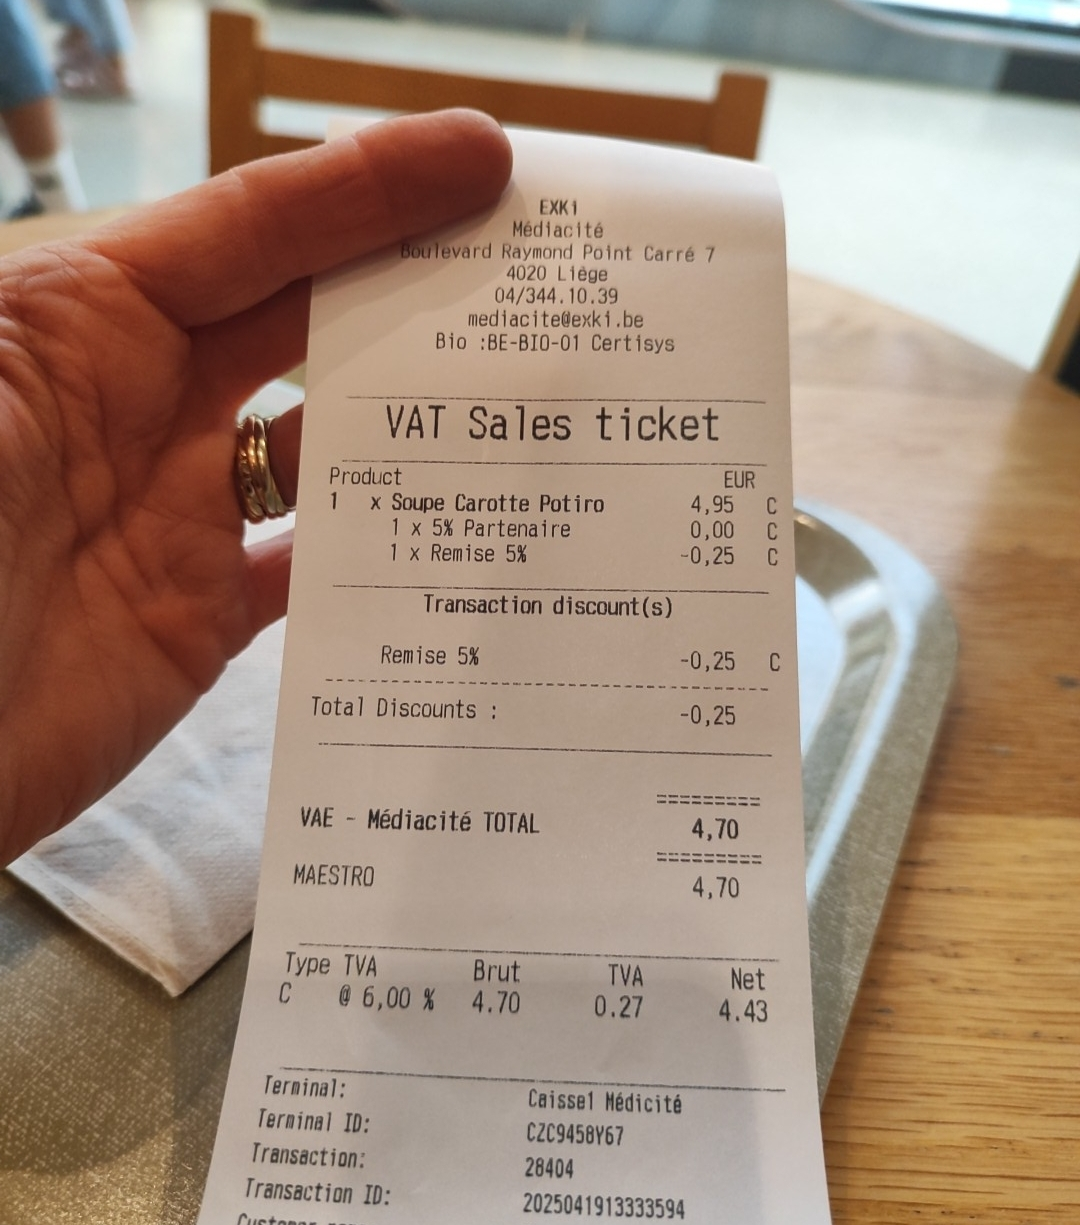 EXKi
Médiacité
Boulevard Raymond Point Carré 7
4020 Liège
04/344.10.39
mediacite@exki.be
Bio :BE-BIO-01 Certisys
VAT Sales ticket
Product EUR
1 x Soupe Carotte Potiro 4,95 C
1 x 5% Partenaire 0,00 C
1 x Remise 5% -0,25 C
Transaction discount(s)
Remise 5% -0,25 C
Total Discounts : -0,25
=========
VAE - Médiacité TOTAL 4,70
=========
MAESTRO 4,70
Type TVA Brut TVA Net
C @ 6,00 % 4.70 0.27 4.43
Terminal: Caisse1 Médicité
Terminal ID: CZC9458Y67
Transaction: 28404
Transaction ID: 2025041913333594